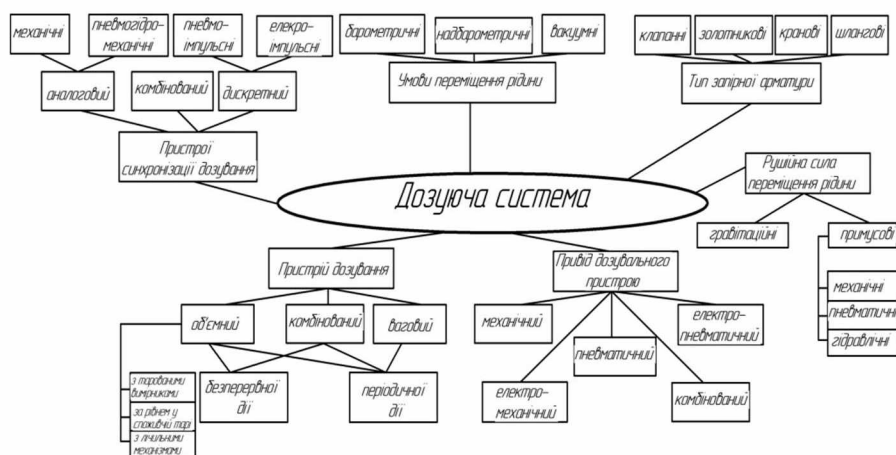 механічні
пневмогідро-
механічні
пневмо-
імпульсні
елекро-
імпульсні
аналоговий
комбінований
дискретний
Пристрої
синхронізації дозування
барометричні
надбарометричні
вакуумні
Умови переміщення рідини
клапанні
золотникові
кранові
шлангові
Тип запірної арматури
Дозуюча система
Рушійна сила
переміщення рідини
гравітаційні
примусові
механічні
пневматичні
гідравлічні
Пристрій дозування
об'ємний
комбінований
ваговий
безперервної
дії
періодичної
дії
з тарованими
вимірниками
за рівнем у
споживчій тарі
з лічильними
механізмами
Привід дозувального
пристрою
механічний
електро-
пневматичний
пневматичний
електро-
механічний
комбінований